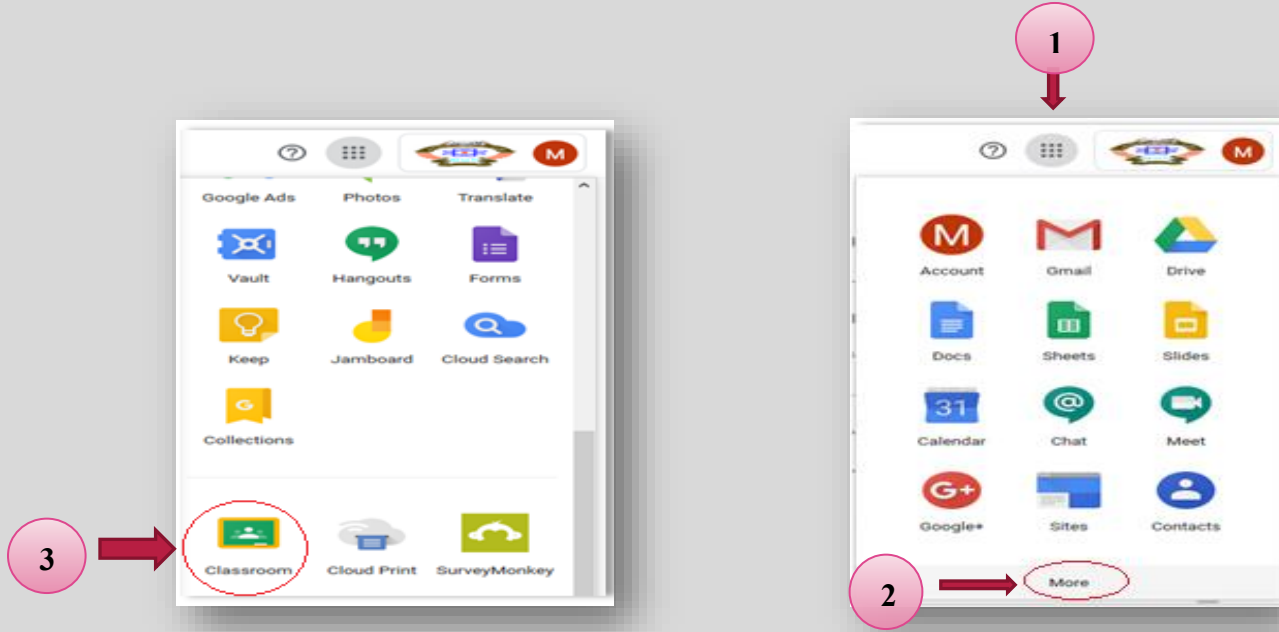 1
M
M
Account Gmail Drive
Docs Sheets Slides
31
Calendar Chat Meet
G+
Google+ Sites Contacts
2
More
Google Ads Photos Translate
Vault Hangouts Forms
Keep Jamboard Cloud Search
G
Collections
3
Classroom Cloud Print SurveyMonkey
M